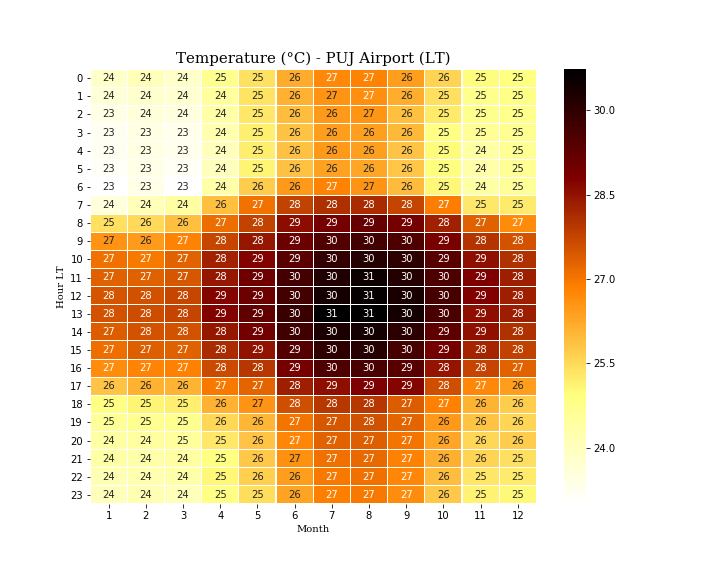 Temperature (°C) - PUJ Airport (LT)
0 24 24 24 25 25 26 27 27 26 26 25 25
1 24 24 24 24 25 26 27 27 26 25 25 25
2 23 24 23 24 25 26 26 27 26 25 25 25
3 23 23 23 24 25 26 26 26 26 25 25 25
4 23 23 23 24 25 26 26 26 26 25 24 25
5 23 23 23 24 25 26 26 26 26 25 24 25
6 23 23 23 24 26 26 27 27 26 25 24 25
7 24 24 24 26 27 28 28 28 28 27 25 25
8 25 26 26 27 28 29 29 29 29 28 27 27
9 27 26 27 28 28 29 30 30 30 29 28 28
10 27 27 27 28 29 29 30 30 30 29 29 28
11 27 27 27 28 29 30 30 31 30 30 29 28
12 28 28 28 29 29 30 30 31 30 30 29 28
13 28 28 28 29 29 30 31 31 30 30 29 28
14 27 28 28 28 29 30 30 30 30 29 29 28
15 27 27 27 28 29 29 30 30 30 29 28 28
16 27 27 27 28 28 29 30 30 29 28 28 27
17 26 26 26 27 27 28 29 29 29 28 27 26
18 25 25 25 26 27 28 28 28 27 27 26 26
19 25 25 25 26 26 27 27 28 27 26 26 26
20 24 24 25 25 26 27 27 27 27 26 26 26
21 24 24 24 25 26 27 27 27 27 26 26 25
22 24 24 24 25 26 26 27 27 27 26 25 25
23 24 24 24 25 25 26 27 27 27 26 25 25
1 2 3 4 5 6 7 8 9 10 11 12
Month
Hour LT
30.0
28.5
27.0
25.5
24.0